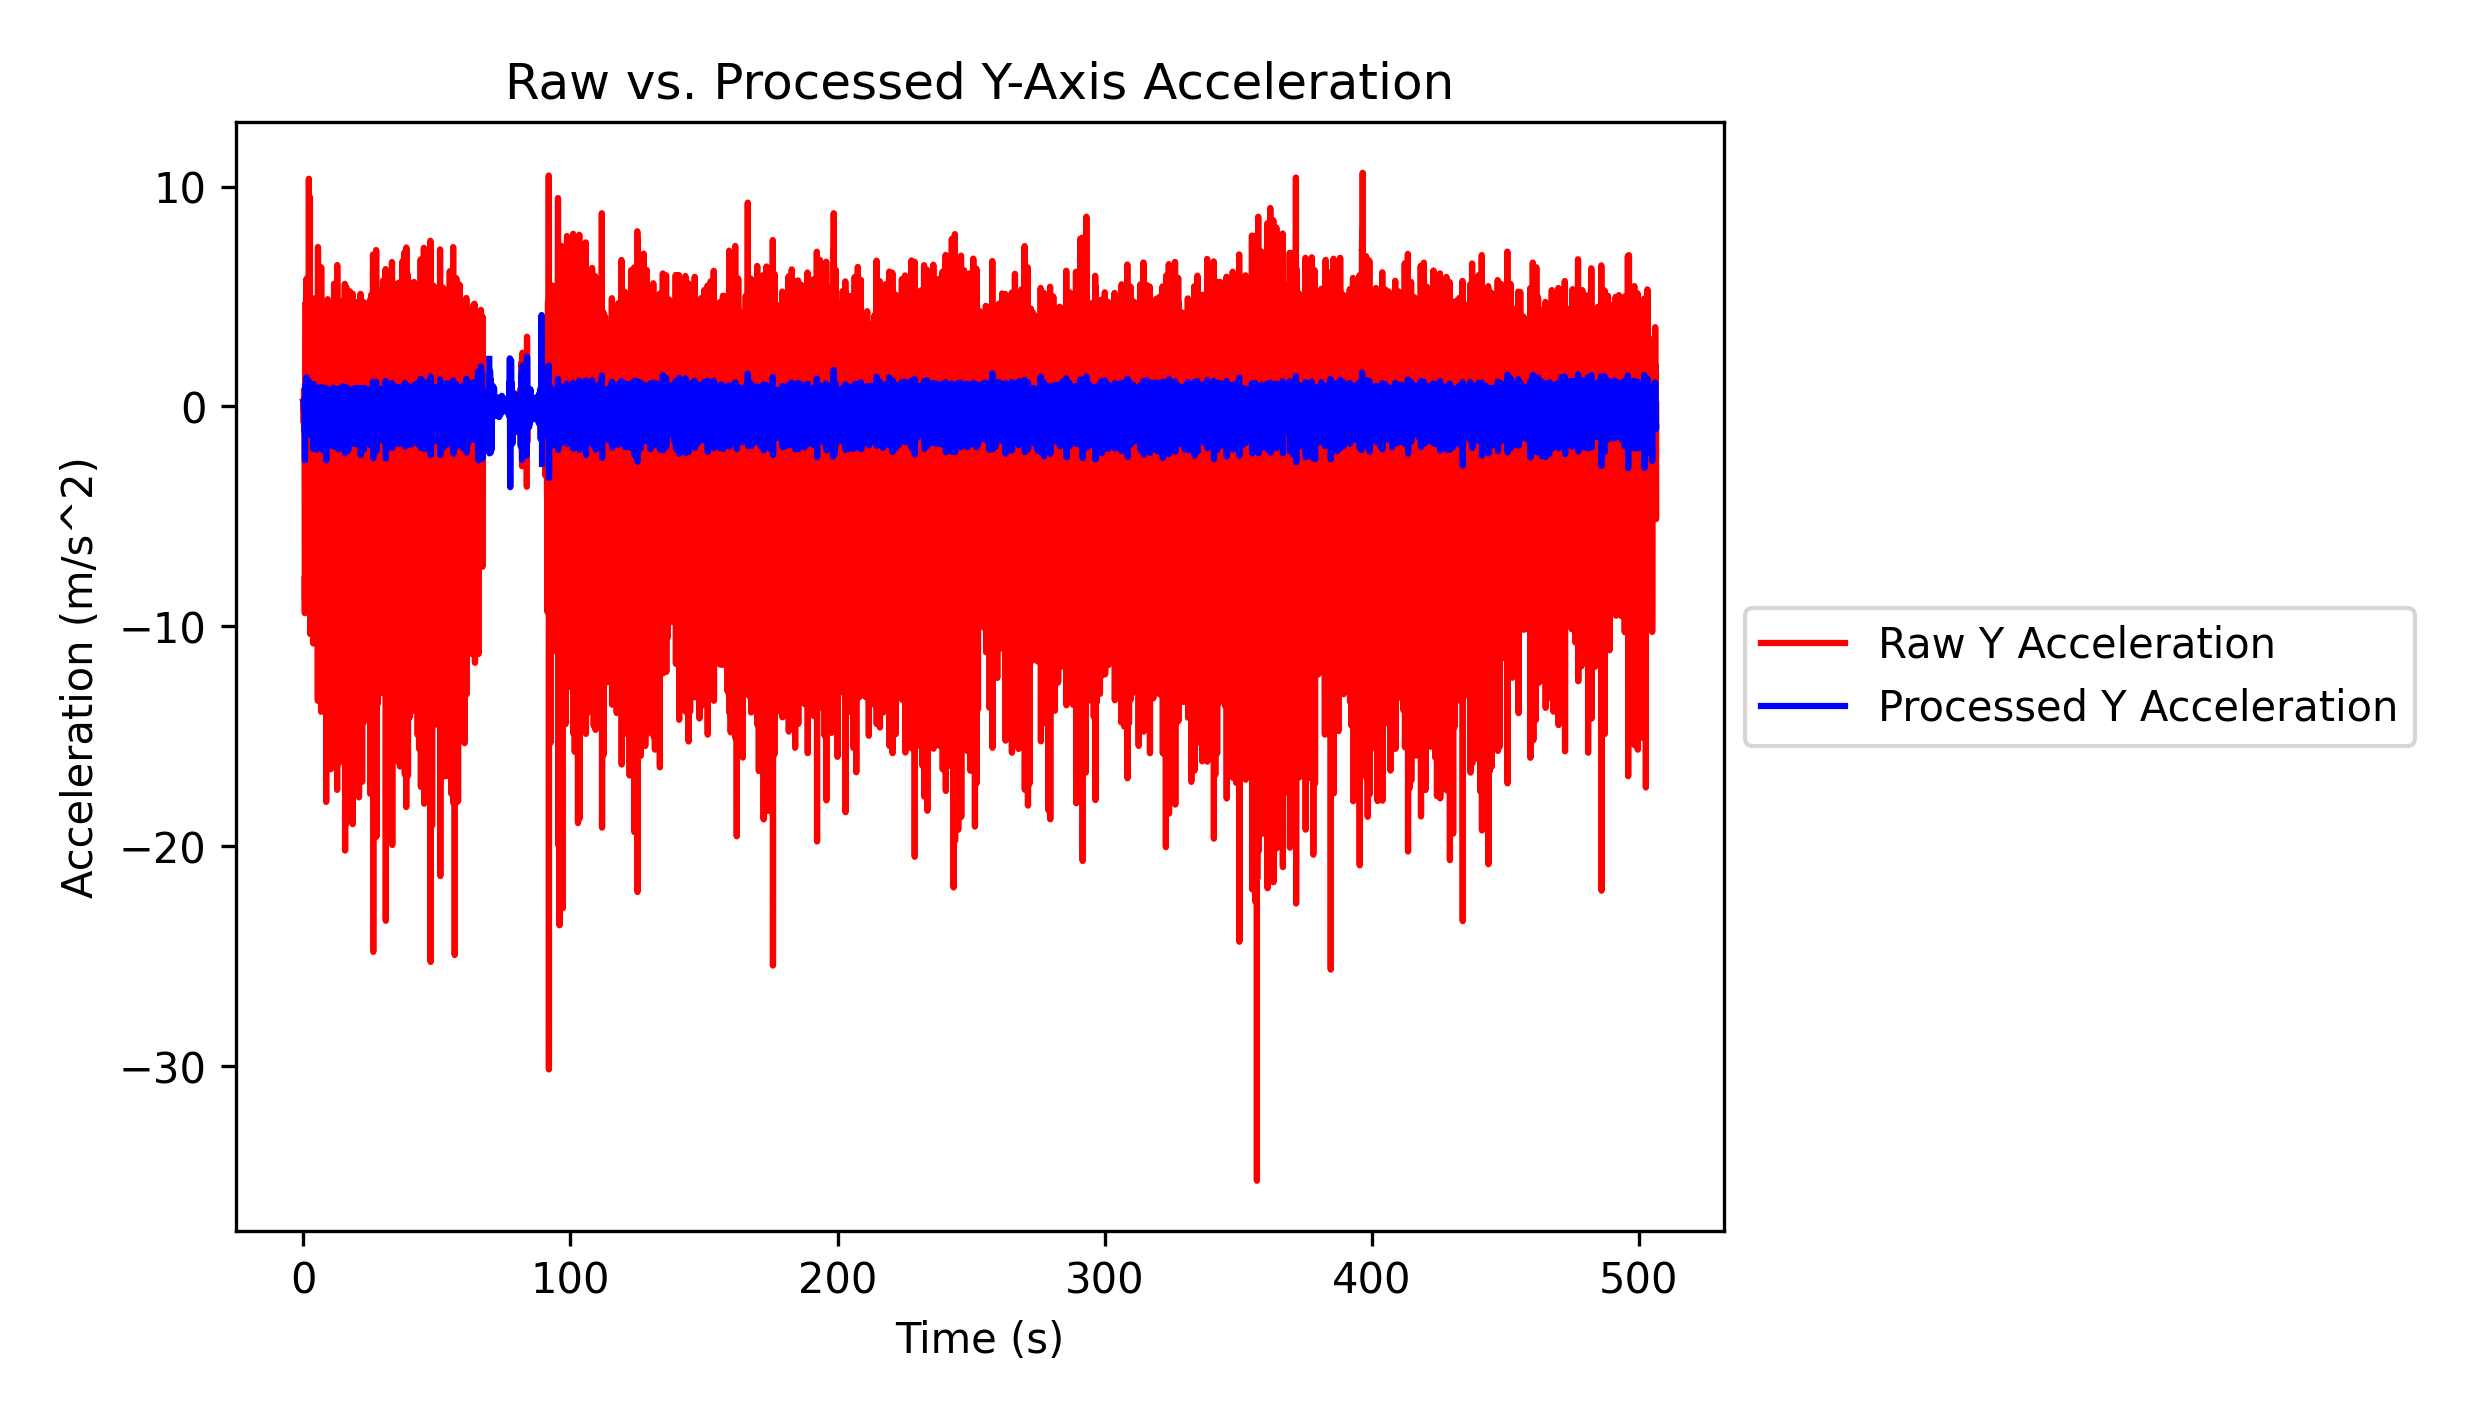 Raw vs. Processed Y-Axis Acceleration
10
0
−10
−20
−30
Acceleration (m/s^2)
0 100 200 300 400 500
Time (s)
Raw Y Acceleration
Processed Y Acceleration